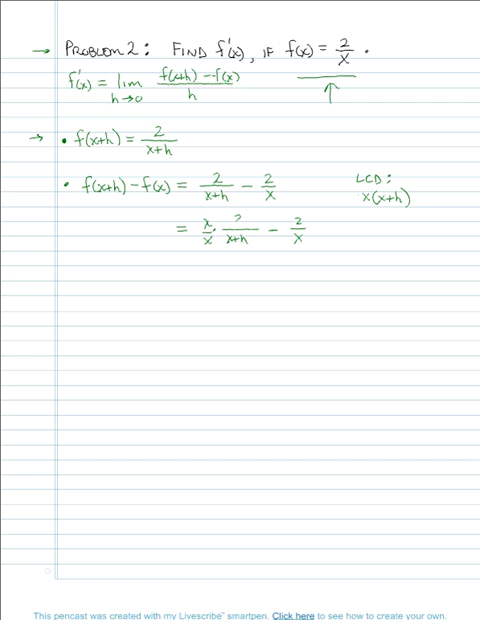 → PROBLEM 2: FIND f'(x), IF f(x) = 2/x .
f'(x) = lim h→0 (f(x+h) - f(x))/h ↑
→ • f(x+h) = 2/(x+h)
• f(x+h) - f(x) = 2/(x+h) - 2/x LCD: x(x+h)
= x/x · 2/(x+h) - 2/x
This pencast was created with my Livescribe™ smartpen. Click here to see how to create your own.